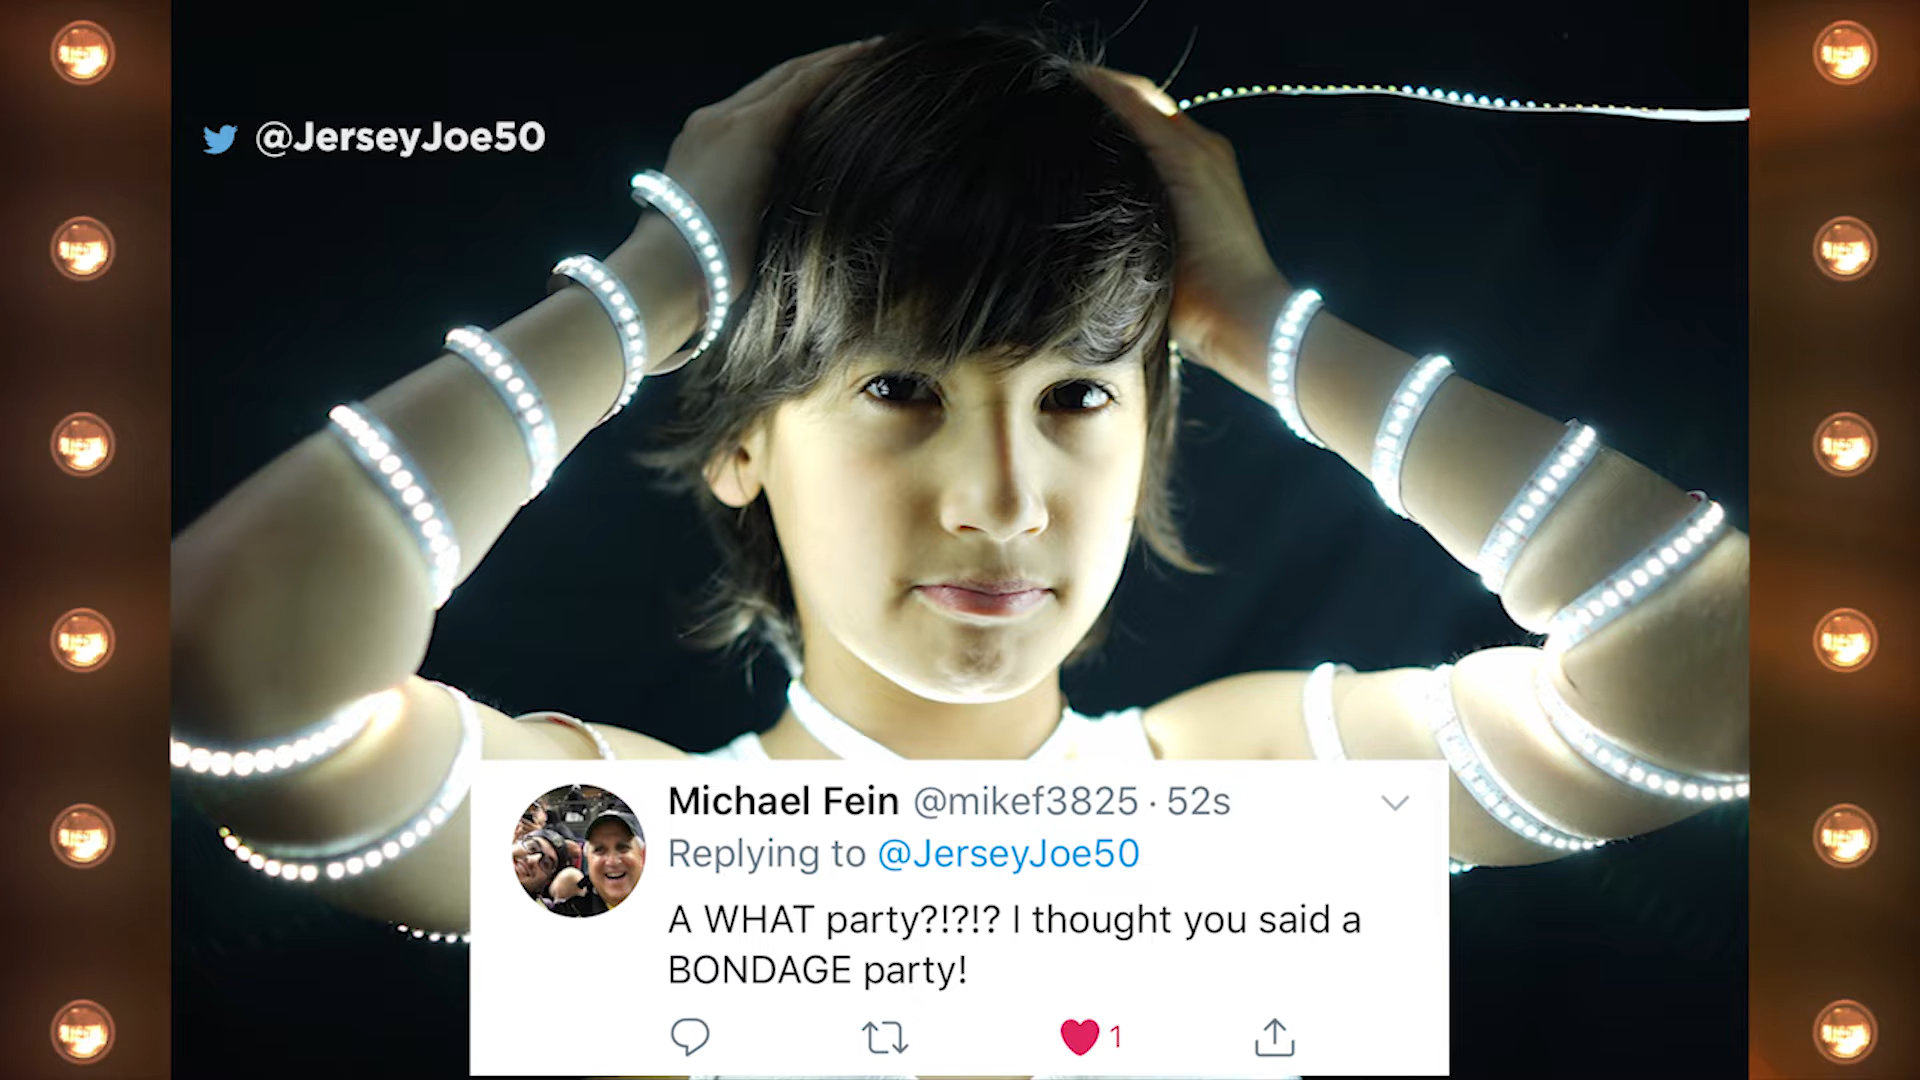 @JerseyJoe50
Michael Fein @mikef3825 · 52s
Replying to @JerseyJoe50
A WHAT party?!?!? I thought you said a
BONDAGE party!
1